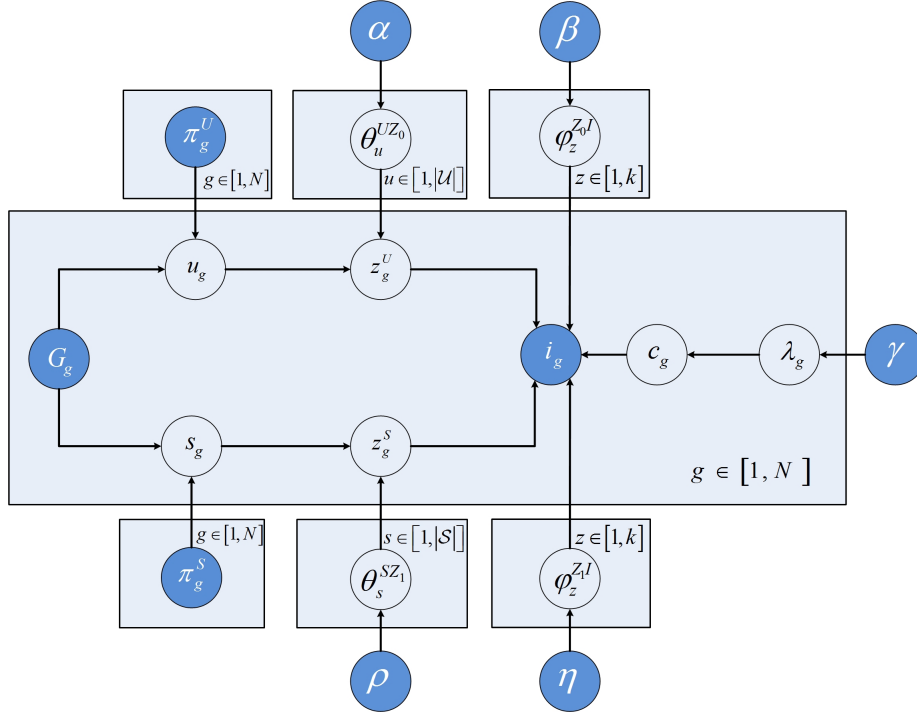 α
β
π_g^U
g ∈ [1, N]
θ_u^{UZ_0}
u ∈ [1, |𝒰|]
φ_z^{Z_0 I}
z ∈ [1, k]
u_g
z_g^U
G_g
i_g
c_g
λ_g
γ
s_g
z_g^S
g ∈ [1, N]
g ∈ [1, N]
π_g^S
s ∈ [1, |𝒮|]
θ_s^{SZ_1}
z ∈ [1, k]
φ_z^{Z_1 I}
ρ
η